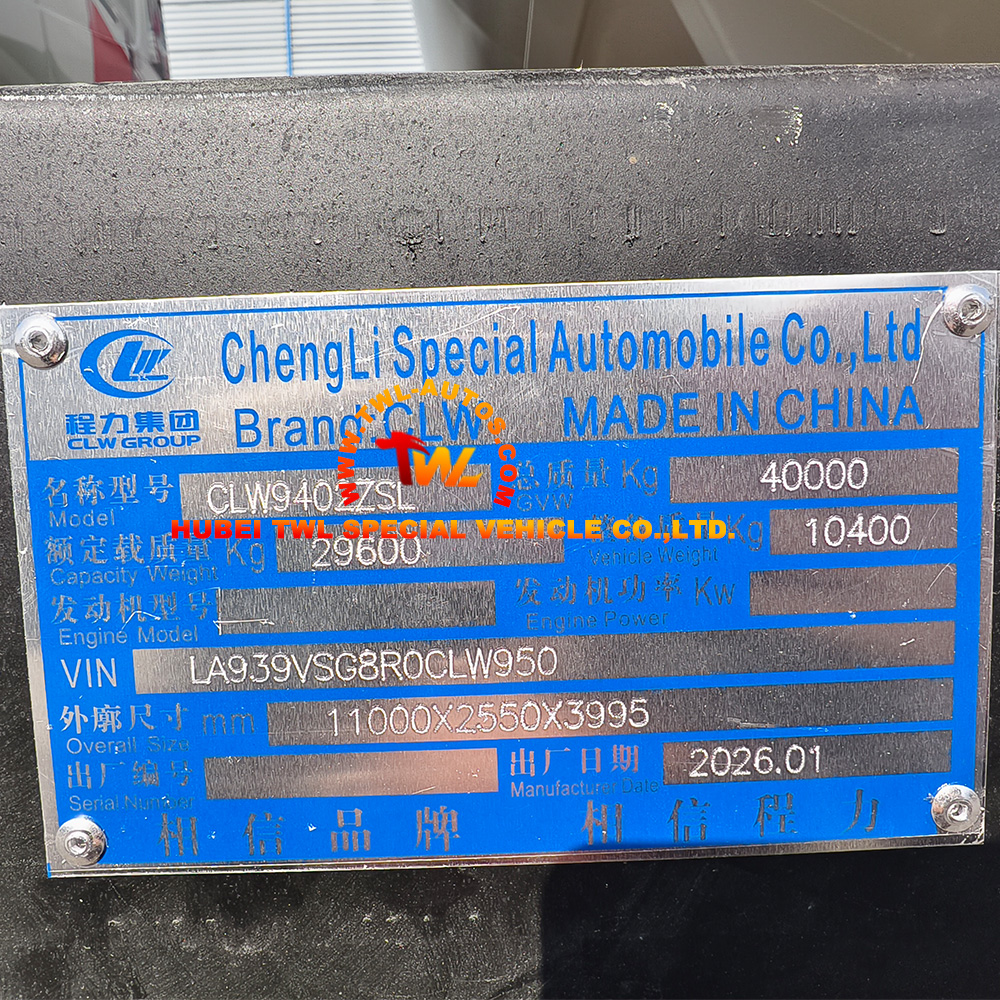 ChengLi Special Automobile Co.,Ltd
程力集团
CLW GROUP
Brand: CLW MADE IN CHINA
WWW.TWL-AUTOS.COM
TWL
HUBEI TWL SPECIAL VEHICLE CO.,LTD.
名称型号
Model
总质量 Kg 40000
GVW
额定载质量 Kg 29600
Capacity Weight
质量 Kg 10400
Vehicle Weight
发动机型号
Engine Model
发动机功率 Kw
Engine Power
VIN LA939VSG8R0CLW950
外廓尺寸 mm 11000X2550X3995
Overall Size
出厂编号
Serial Number
出厂日期 2026.01
Manufacturer Date
相信品牌 相信程力